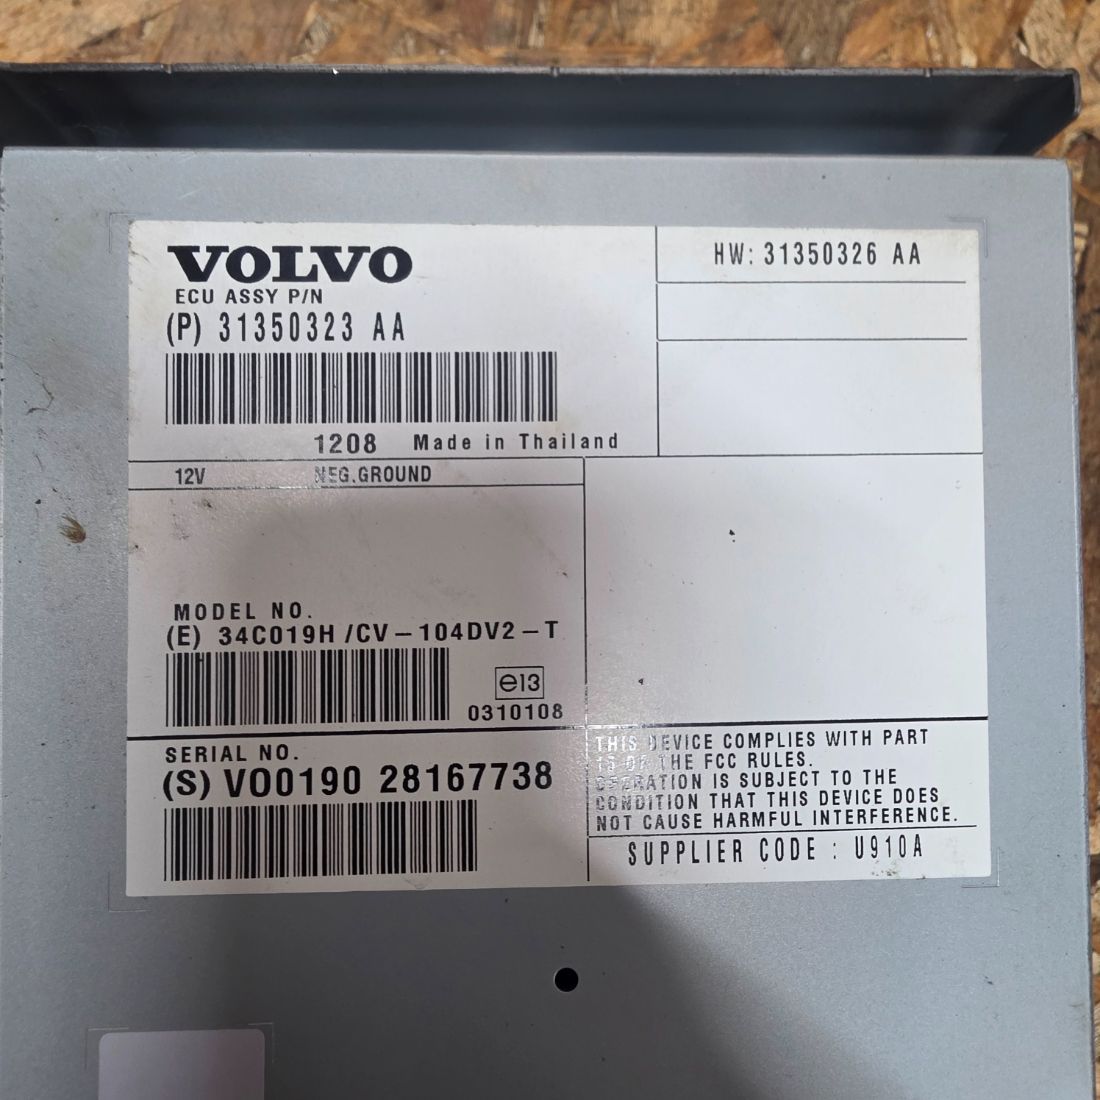 VOLVO
HW: 31350326 AA
ECU ASSY P/N
(P) 31350323 AA
1208 Made in Thailand
12V NEG.GROUND
MODEL NO.
(E) 34C019H /CV-104DV2-T
e13
0310108
SERIAL NO.
(S) VO0190 28167738
THIS DEVICE COMPLIES WITH PART
15 OF THE FCC RULES.
OPERATION IS SUBJECT TO THE
CONDITION THAT THIS DEVICE DOES
NOT CAUSE HARMFUL INTERFERENCE.
SUPPLIER CODE : U910A